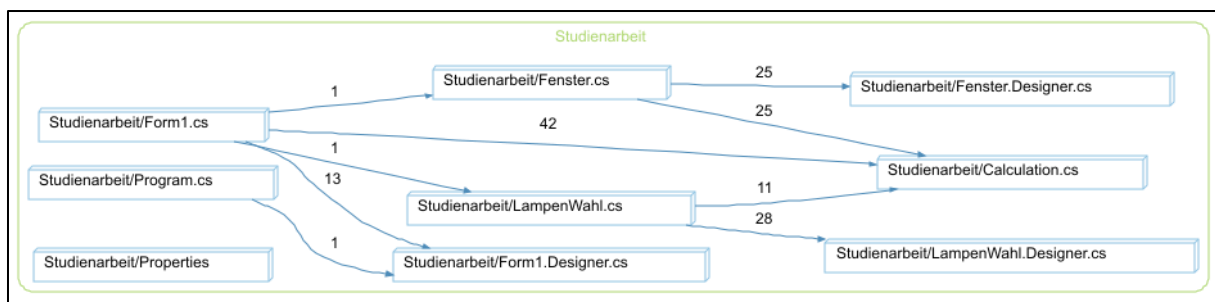 Studienarbeit
Studienarbeit/Fenster.cs
25
Studienarbeit/Fenster.Designer.cs
1
25
Studienarbeit/Form1.cs
42
1
Studienarbeit/Calculation.cs
Studienarbeit/Program.cs
13
11
Studienarbeit/LampenWahl.cs
28
1
Studienarbeit/LampenWahl.Designer.cs
Studienarbeit/Properties
Studienarbeit/Form1.Designer.cs